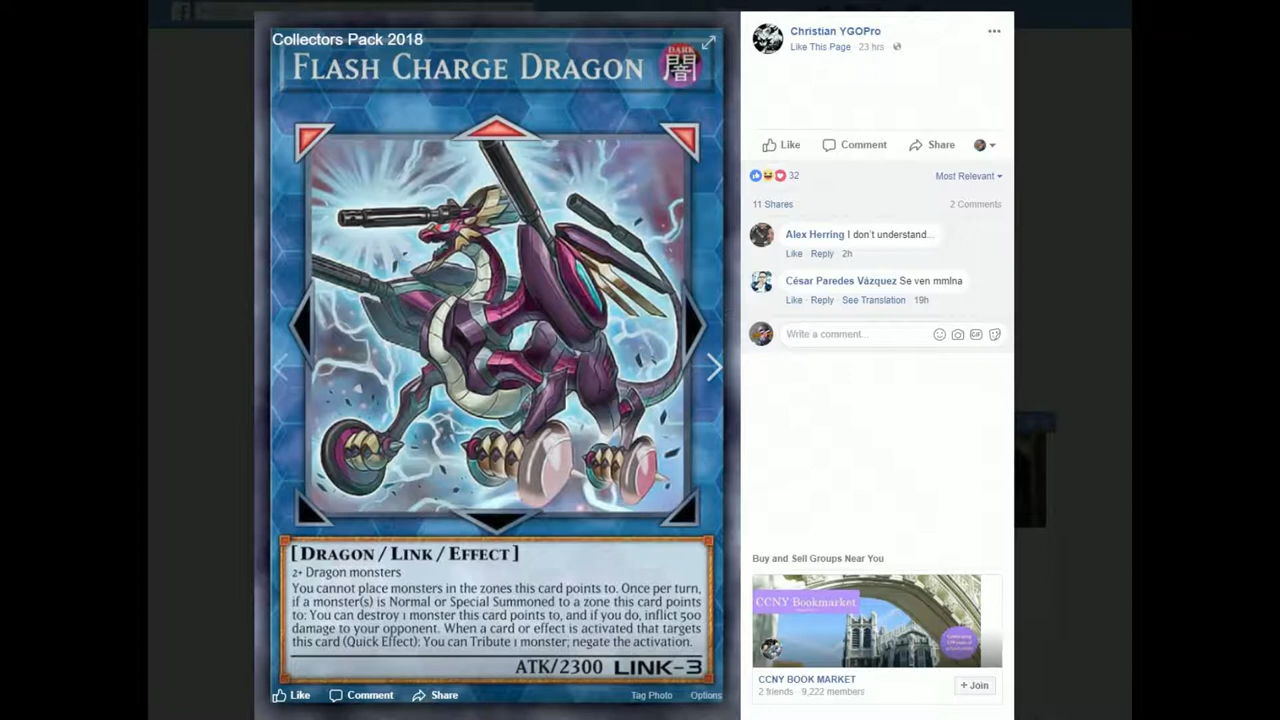 Collectors Pack 2018
FLASH CHARGE DRAGON
DARK
闇
[DRAGON / LINK / EFFECT]
2+ Dragon monsters
You cannot place monsters in the zones this card points to. Once per turn,
if a monster(s) is Normal or Special Summoned to a zone this card points
to: You can destroy 1 monster this card points to, and if you do, inflict 500
damage to your opponent. When a card or effect is activated that targets
this card (Quick Effect): You can Tribute 1 monster; negate the activation.
ATK/2300 LINK-3
Like Comment Share Tag Photo Options
Christian YGOPro
Like This Page 23 hrs
Like Comment Share
32 Most Relevant
11 Shares 2 Comments
Alex Herring I don't understand...
Like · Reply · 2h
César Paredes Vázquez Se ven mmlna
Like · Reply · See Translation · 19h
Write a comment...
GIF
Buy and Sell Groups Near You
CCNY Bookmarket
CCNY BOOK MARKET
2 friends · 9,222 members
+ Join